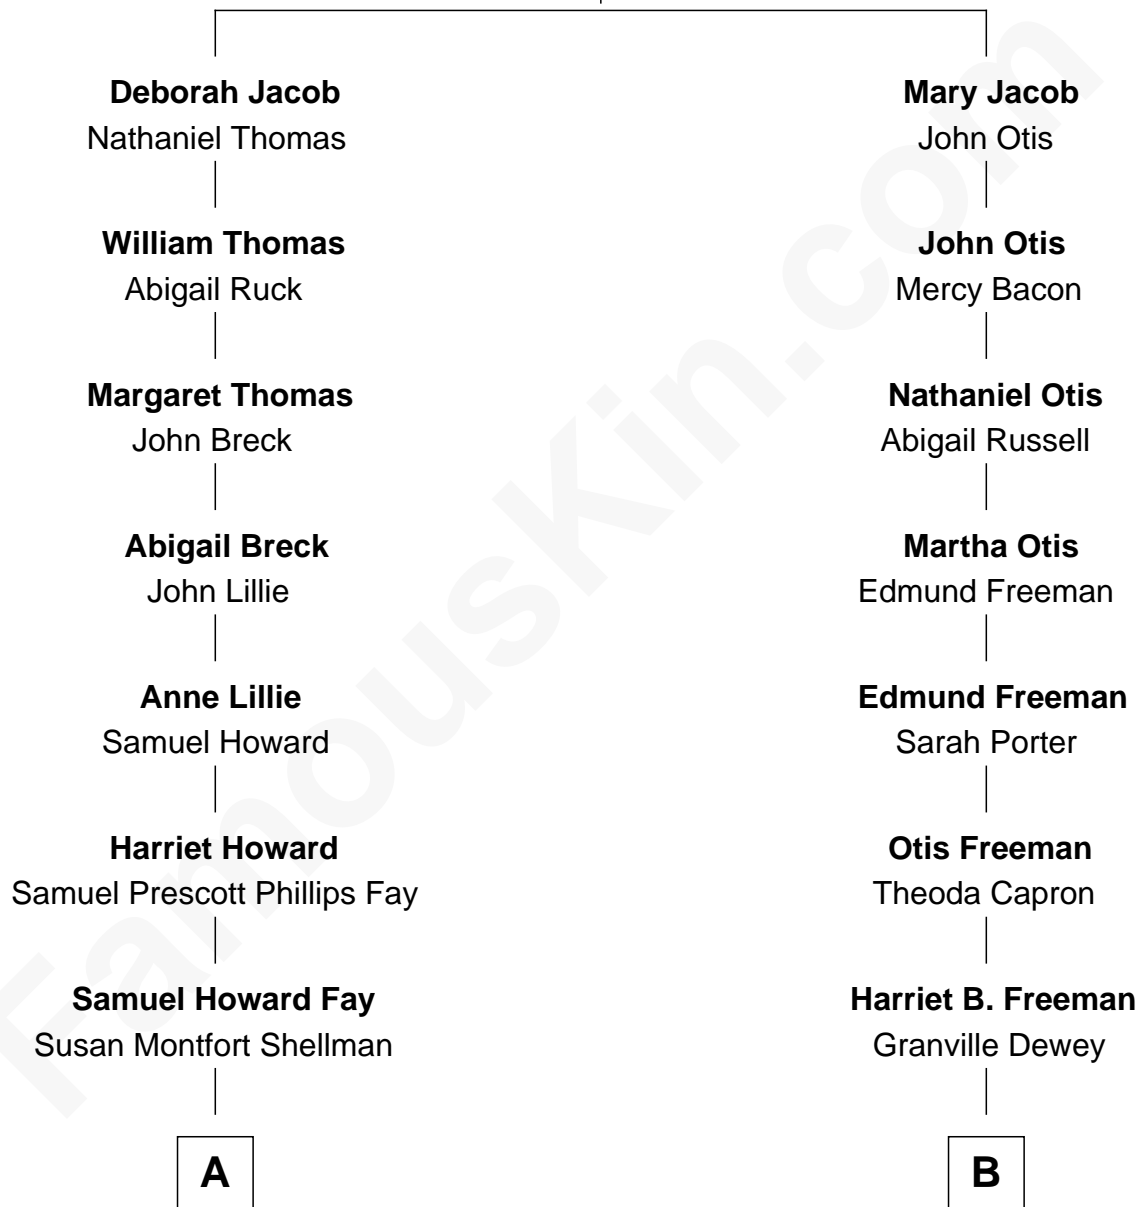 Deborah Jacob
Nathaniel Thomas
William Thomas
Abigail Ruck
Margaret Thomas
John Breck
Abigail Breck
John Lillie
Anne Lillie
Samuel Howard
Harriet Howard
Samuel Prescott Phillips Fay
Samuel Howard Fay
Susan Montfort Shellman
A
Mary Jacob
John Otis
John Otis
Mercy Bacon
Nathaniel Otis
Abigail Russell
Martha Otis
Edmund Freeman
Edmund Freeman
Sarah Porter
Otis Freeman
Theoda Capron
Harriet B. Freeman
Granville Dewey
B
FamousKin.com